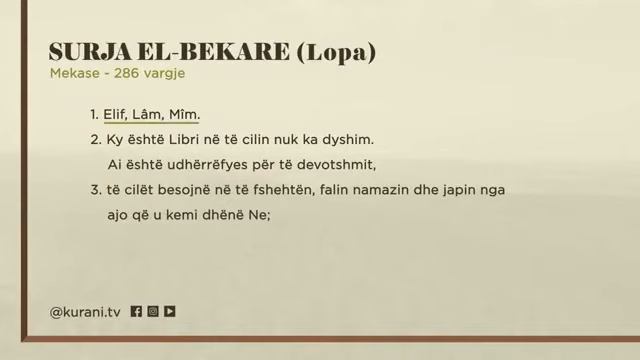 SURJA EL-BEKARE (Lopa)
Mekase - 286 vargje
1. Elif, Lâm, Mîm.
2. Ky është Libri në të cilin nuk ka dyshim.
Ai është udhërrëfyes për të devotshmit,
3. të cilët besojnë në të fshehtën, falin namazin dhe japin nga
ajo që u kemi dhënë Ne;
@kurani.tv